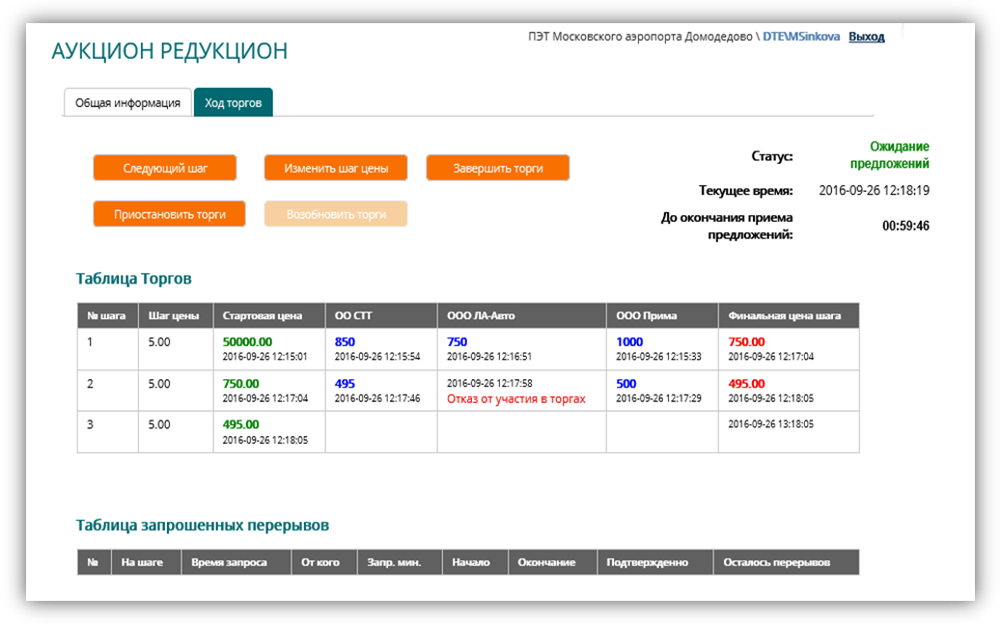 ПЭТ Московского аэропорта Домодедово \ DTE\MSinkova Выход
АУКЦИОН РЕДУКЦИОН
Общая информация Ход торгов
Следующий шаг Изменить шаг цены Завершить торги
Приостановить торги Возобновить торги
Статус: Ожидание
предложений
Текущее время: 2016-09-26 12:18:19
До окончания приема
предложений: 00:59:46
Таблица Торгов
№ шага Шаг цены Стартовая цена ОО СТТ ООО ЛА-Авто ООО Прима Финальная цена шага
1 5.00 50000.00 850 750 1000 750.00
2016-09-26 12:15:01 2016-09-26 12:15:54 2016-09-26 12:16:51 2016-09-26 12:15:33 2016-09-26 12:17:04
2 5.00 750.00 495 2016-09-26 12:17:58 500 495.00
2016-09-26 12:17:04 2016-09-26 12:17:46 Отказ от участия в торгах 2016-09-26 12:17:29 2016-09-26 12:18:05
3 5.00 495.00 2016-09-26 13:18:05
2016-09-26 12:18:05
Таблица запрошенных перерывов
№ На шаге Время запроса От кого Запр. мин. Начало Окончание Подтвержденно Осталось перерывов